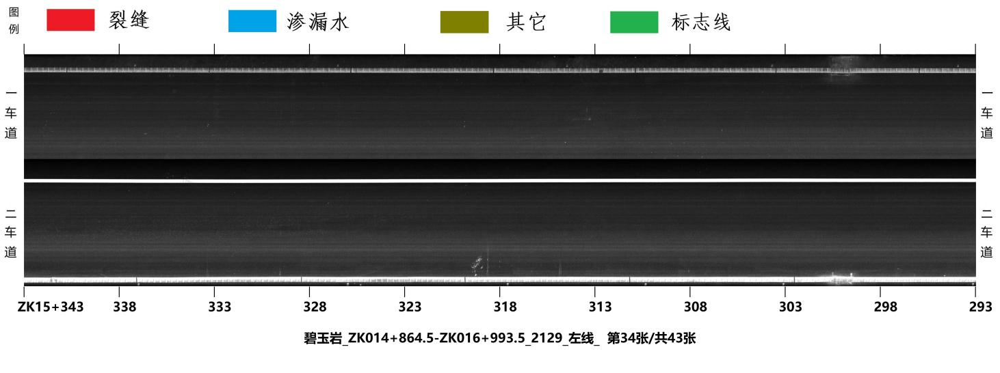 图例
裂缝 渗漏水 其它 标志线
一车道 一车道
二车道 二车道
ZK15+343 338 333 328 323 318 313 308 303 298 293
碧玉岩_ZK014+864.5-ZK016+993.5_2129_左线_ 第34张/共43张